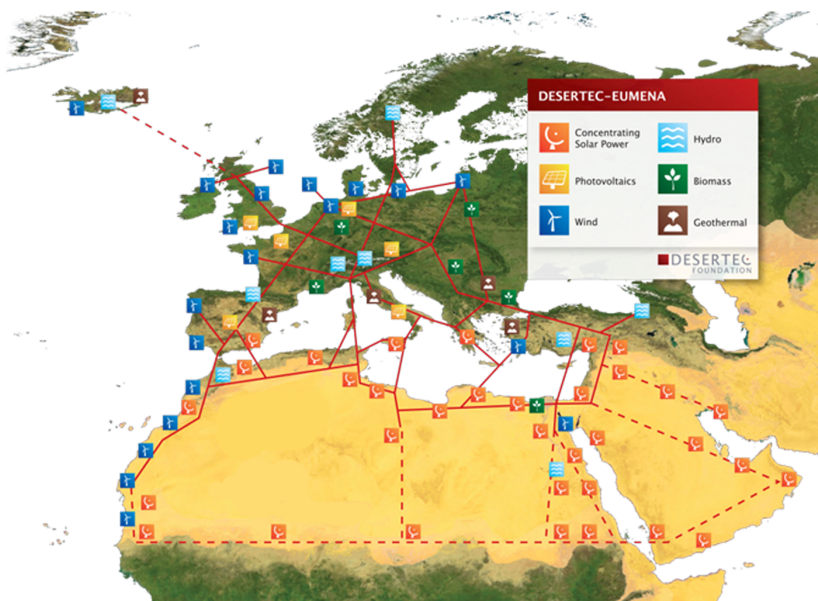 DESERTEC-EUMENA
Concentrating
Solar Power
Hydro
Photovoltaics
Biomass
Wind
Geothermal
DESERTEC
FOUNDATION